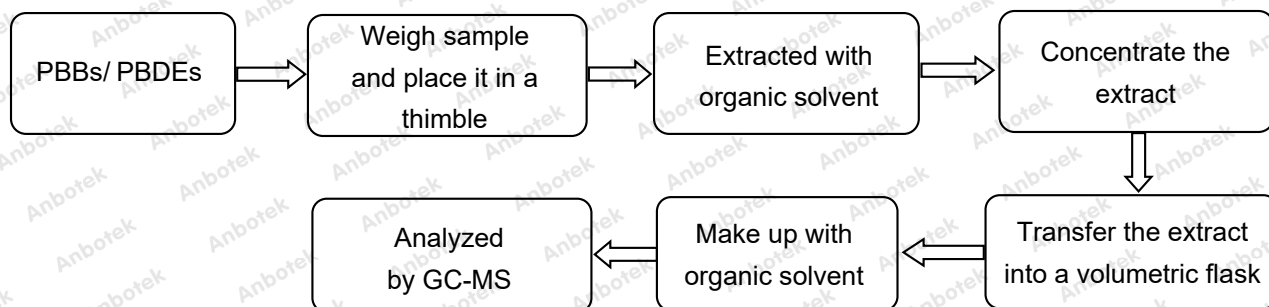 PBBs/ PBDEs
Weigh sample
and place it in a
thimble
Extracted with
organic solvent
Concentrate the
extract
Transfer the extract
into a volumetric flask
Make up with
organic solvent
Analyzed
by GC-MS
Anbotek